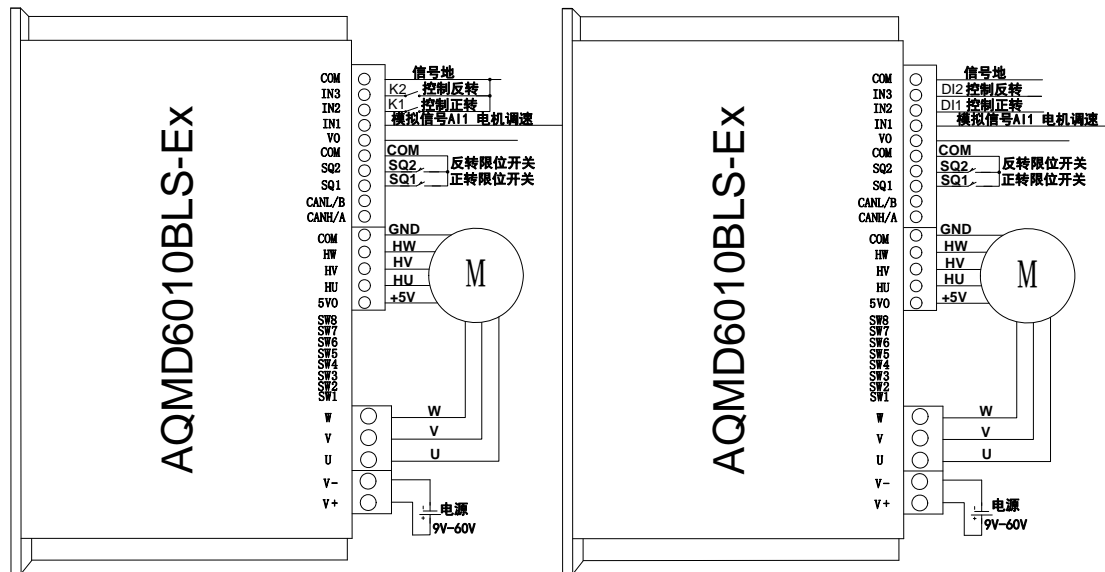 AQMD6010BLS-Ex
COM 信号地
IN3 K2 控制反转
IN2 K1 控制正转
IN1 模拟信号AI1 电机调速
VO
COM COM
SQ2 SQ2 反转限位开关
SQ1 SQ1 正转限位开关
CANL/B
CANH/A
COM GND
HW HW
HV HV
HU HU
5VO +5V
M
SW8
SW7
SW6
SW5
SW4
SW3
SW2
SW1
W W
V V
U U
V-
V+
电源
9V-60V
AQMD6010BLS-Ex
COM 信号地
IN3 DI2 控制反转
IN2 DI1 控制正转
IN1 模拟信号AI1 电机调速
VO
COM COM
SQ2 SQ2 反转限位开关
SQ1 SQ1 正转限位开关
CANL/B
CANH/A
COM GND
HW HW
HV HV
HU HU
5VO +5V
M
SW8
SW7
SW6
SW5
SW4
SW3
SW2
SW1
W W
V V
U U
V-
V+
电源
9V-60V